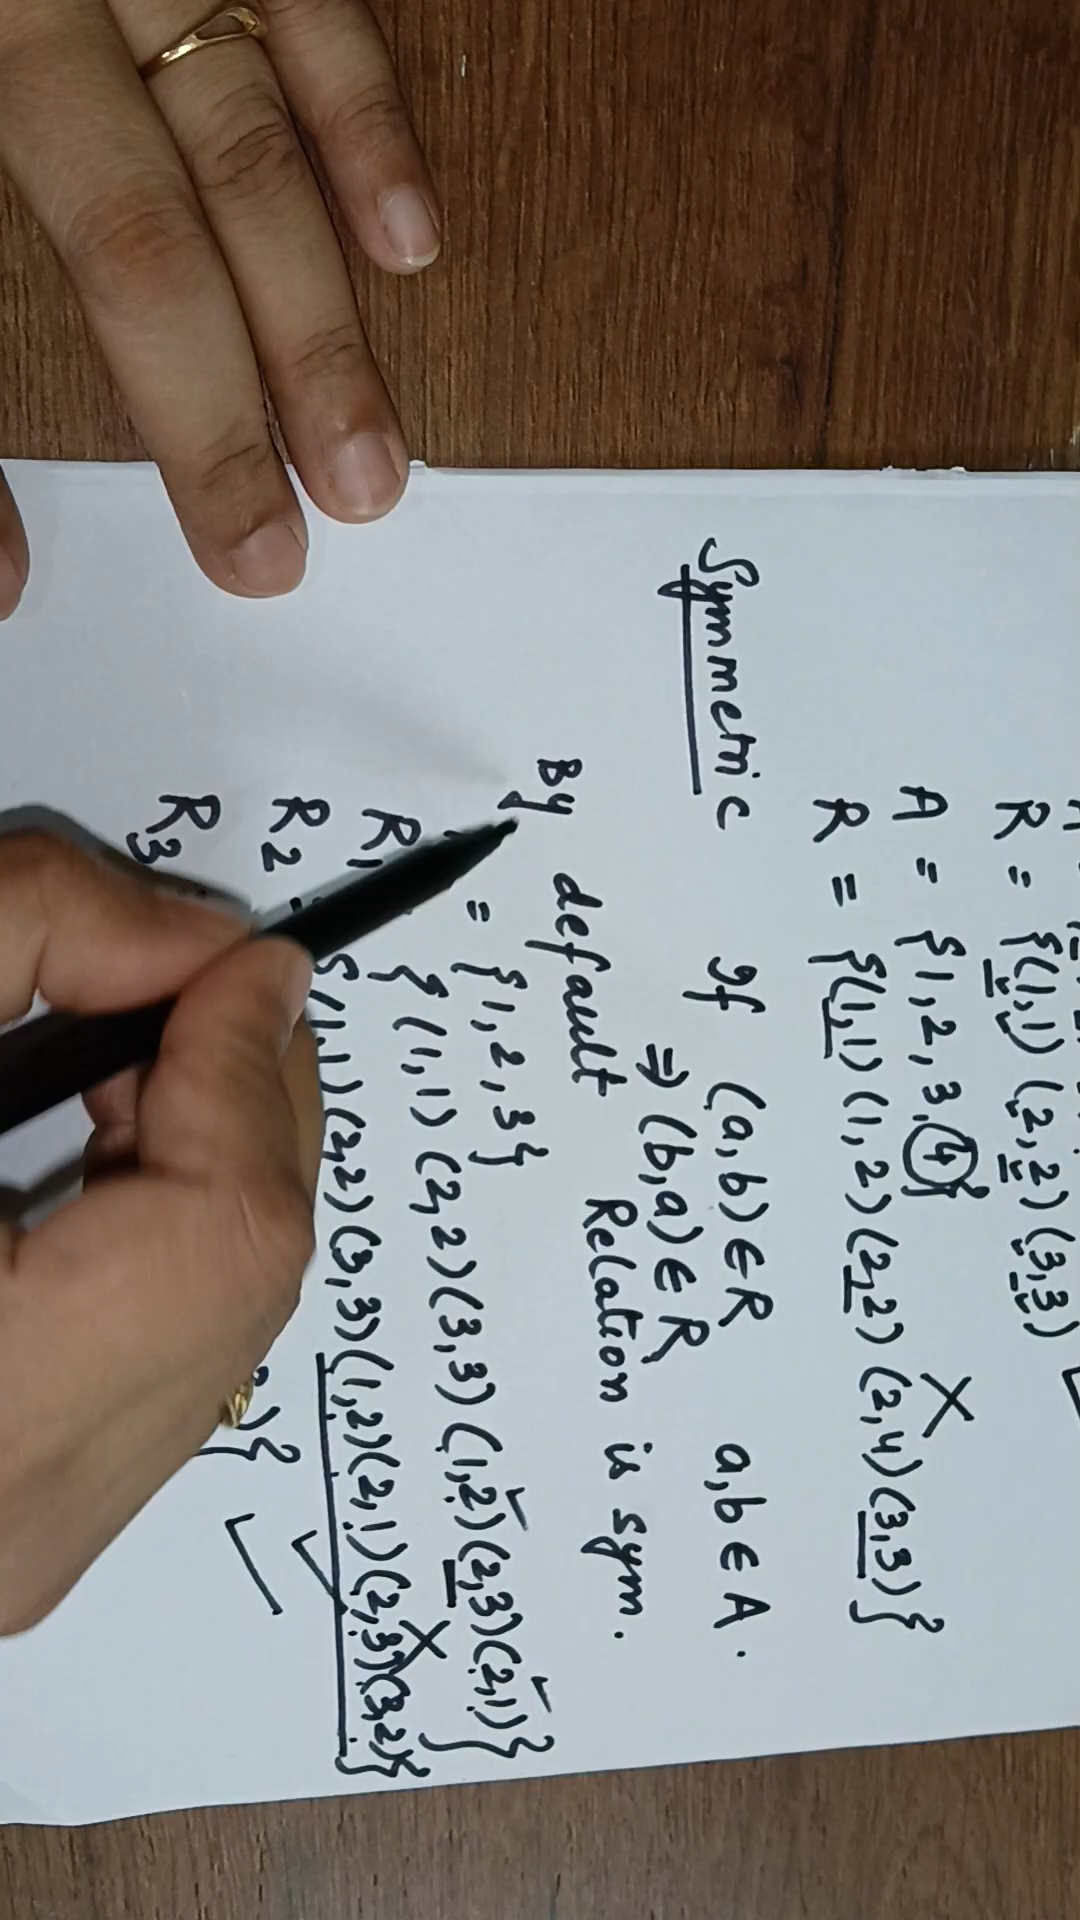 R = {(1,1) (2,2) (3,3)
A = {1, 2, 3, 4}
R = {(1,1) (1,2) (2,2) (2,4) (3,3)}
Symmetric If (a,b) ∈ R a,b ∈ A.
⇒ (b,a) ∈ R
By default Relation is sym.
= {1,2,3}
R1 { (1,1) (2,2) (3,3) (1,2) (2,3) (2,1)}
R2 = {(1,1) (2,2) (3,3) (1,2) (2,1) (2,3) (3,2)}
R3 )}